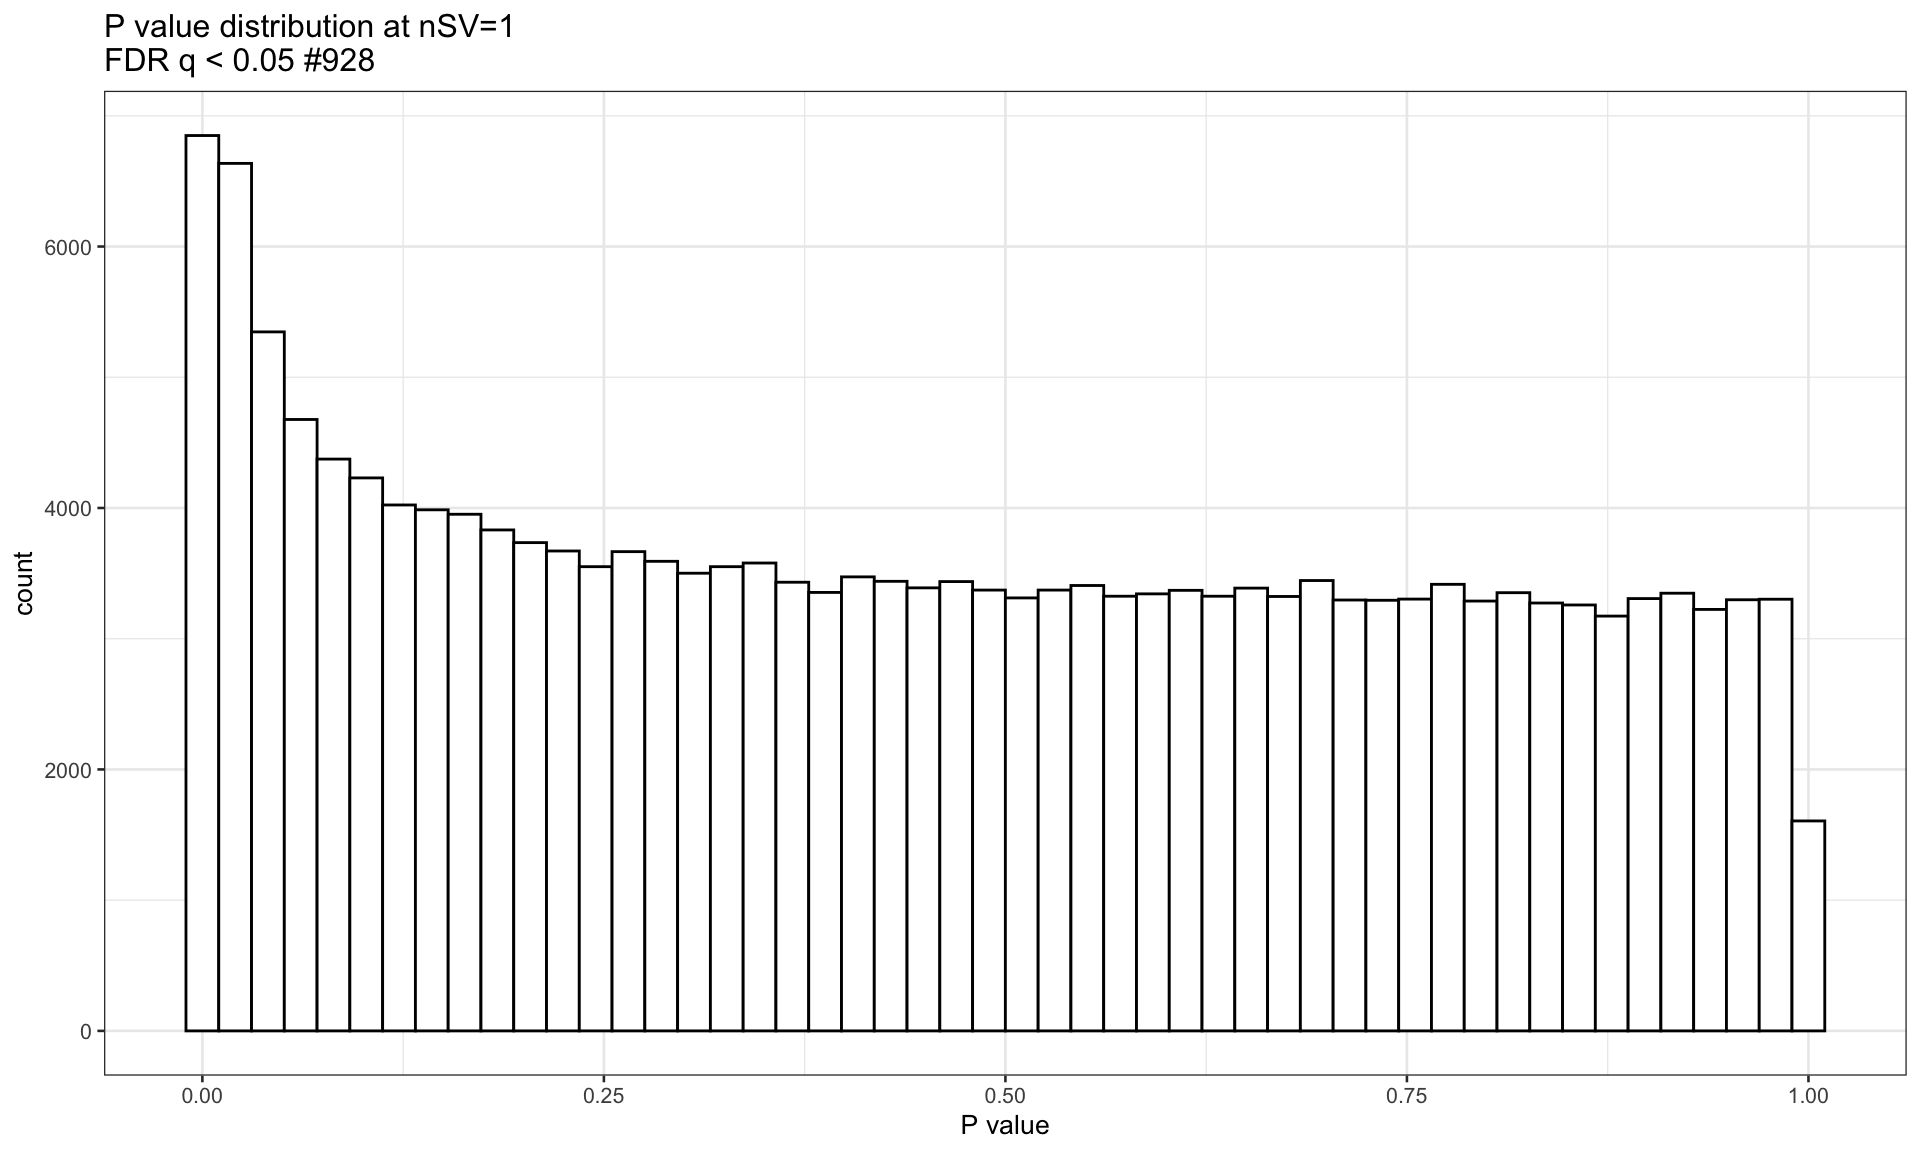 P value distribution at nSV=1
FDR q < 0.05 #928
6000
4000
2000
0
count
0.00 0.25 0.50 0.75 1.00
P value